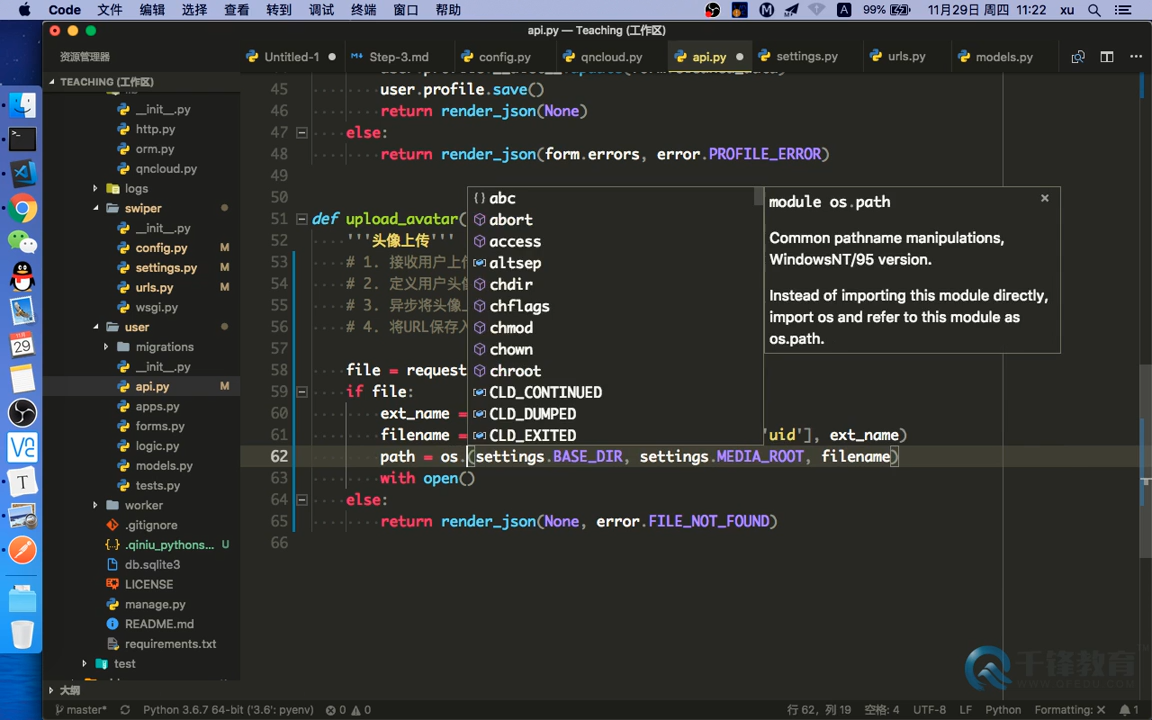 Code 文件 编辑 选择 查看 转到 调试 终端 窗口 帮助 99% 11月29日 周四 11:22 xu
api.py — Teaching (工作区)
资源管理器
Untitled-1 Step-3.md config.py qncloud.py api.py settings.py urls.py models.py
TEACHING (工作区)
__init__.py
http.py
orm.py
qncloud.py
logs
swiper
__init__.py
config.py M
settings.py M
urls.py M
wsgi.py
user
migrations
__init__.py
api.py M
apps.py
forms.py
logic.py
models.py
tests.py
worker
.gitignore
.qiniu_pythons... U
db.sqlite3
LICENSE
manage.py
README.md
requirements.txt
test
大纲
45 user.profile.save()
46 return render_json(None)
47 else:
48 return render_json(form.errors, error.PROFILE_ERROR)
49
50
51 def upload_avatar(
52 '''头像上传'''
53 # 1. 接收用户上
54 # 2. 定义用户头
55 # 3. 异步将头像
56 # 4. 将URL保存
57
58 file = request
59 if file:
60 ext_name =
61 filename = 'uid'], ext_name)
62 path = os.(settings.BASE_DIR, settings.MEDIA_ROOT, filename)
63 with open()
64 else:
65 return render_json(None, error.FILE_NOT_FOUND)
66
abc
abort
access
altsep
chdir
chflags
chmod
chown
chroot
CLD_CONTINUED
CLD_DUMPED
CLD_EXITED
module os.path
Common pathname manipulations,
WindowsNT/95 version.
Instead of importing this module directly,
import os and refer to this module as
os.path.
千锋教育
WWW.QFEDU.COM
master* Python 3.6.7 64-bit ('3.6': pyenv) 0 0 行 62, 列 19 空格: 4 UTF-8 LF Python Formatting: ✕ 1